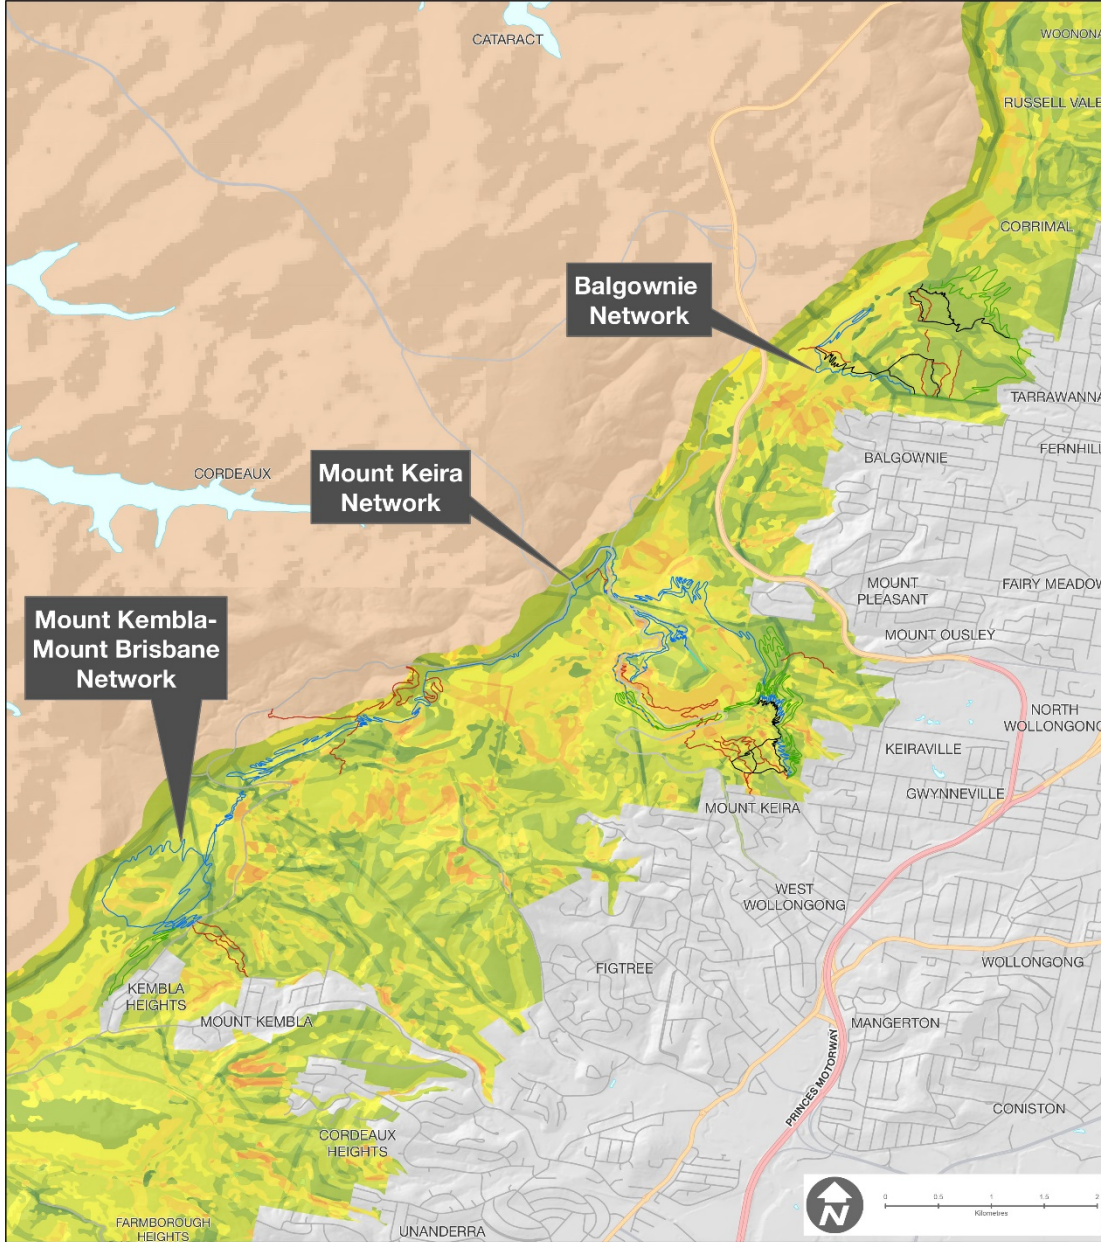 CATARACT
WOONONA
RUSSELL VALE
CORRIMAL
Balgownie
Network
TARRAWANNA
FERNHILL
BALGOWNIE
Mount Keira
Network
CORDEAUX
MOUNT
PLEASANT
FAIRY MEADOW
MOUNT OUSLEY
Mount Kembla-
Mount Brisbane
Network
NORTH
WOLLONGONG
KEIRAVILLE
GWYNNEVILLE
MOUNT KEIRA
WEST
WOLLONGONG
FIGTREE
WOLLONGONG
KEMBLA
HEIGHTS
MOUNT KEMBLA
MANGERTON
PRINCES MOTORWAY
CONISTON
CORDEAUX
HEIGHTS
FARMBOROUGH
HEIGHTS
UNANDERRA
N
0 0.5 1 1.5 2
Kilometres